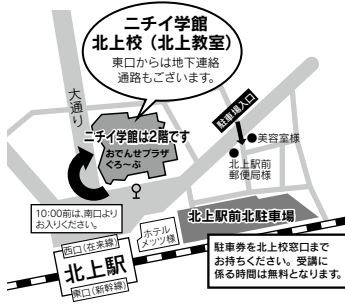 ニチイ学館
北上校（北上教室）
東口からは地下連絡
通路もございます。
大通り
ニチイ学館は2階です
おでんせプラザ
ぐろ～ぶ
駐車場入口
美容室様
北上駅前
郵便局様
10:00前は、南口より
お入りください。
北上駅前北駐車場
ホテル
メッツ様
西口（在来線）
北上駅
東口（新幹線）
駐車券を北上校窓口まで
お持ちください。受講に
係る時間は無料となります。